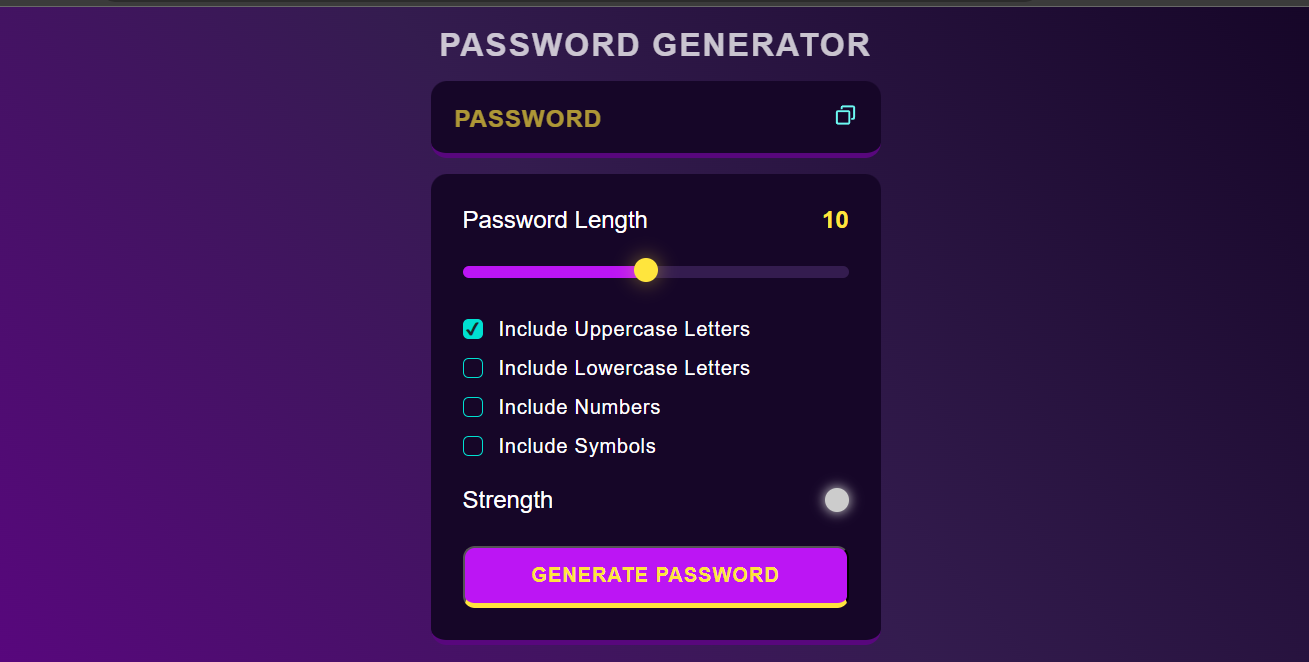 PASSWORD GENERATOR
PASSWORD
Password Length 10
Include Uppercase Letters
Include Lowercase Letters
Include Numbers
Include Symbols
Strength
GENERATE PASSWORD